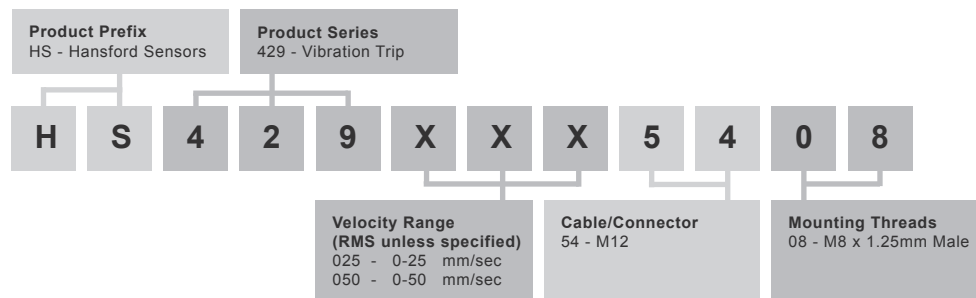 Product Prefix
HS - Hansford Sensors
Product Series
429 - Vibration Trip
H S 4 2 9 X X X 5 4 0 8
Velocity Range
(RMS unless specified)
025 - 0-25 mm/sec
050 - 0-50 mm/sec
Cable/Connector
54 - M12
Mounting Threads
08 - M8 x 1.25mm Male